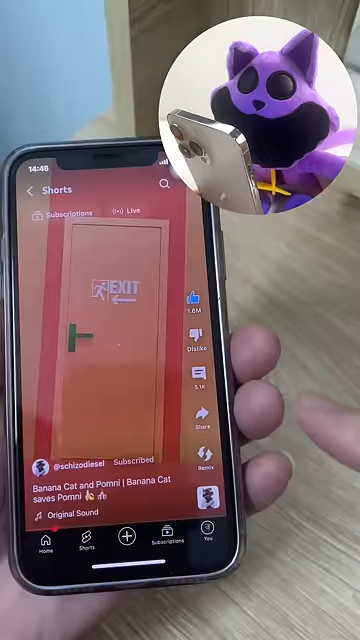 14:46
Shorts
Subscriptions
Live
EXIT
1.6M
Dislike
5.1K
Share
Remix
@schizodiesel Subscribed
Banana Cat and Pomni | Banana Cat
saves Pomni
Original Sound
Home
Shorts
Subscriptions
You